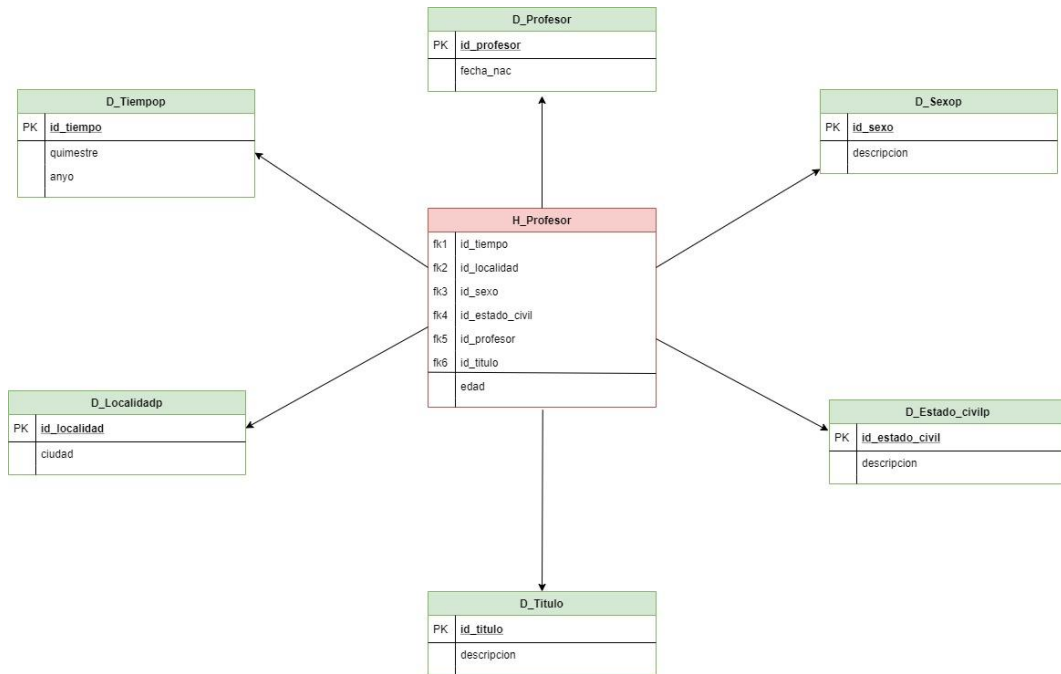 D_Profesor
PK id_profesor
fecha_nac
D_Tiempop
PK id_tiempo
quimestre
anyo
D_Sexop
PK id_sexo
descripcion
H_Profesor
fk1 id_tiempo
fk2 id_localidad
fk3 id_sexo
fk4 id_estado_civil
fk5 id_profesor
fk6 id_titulo
edad
D_Localidadp
PK id_localidad
ciudad
D_Estado_civilp
PK id_estado_civil
descripcion
D_Titulo
PK id_titulo
descripcion